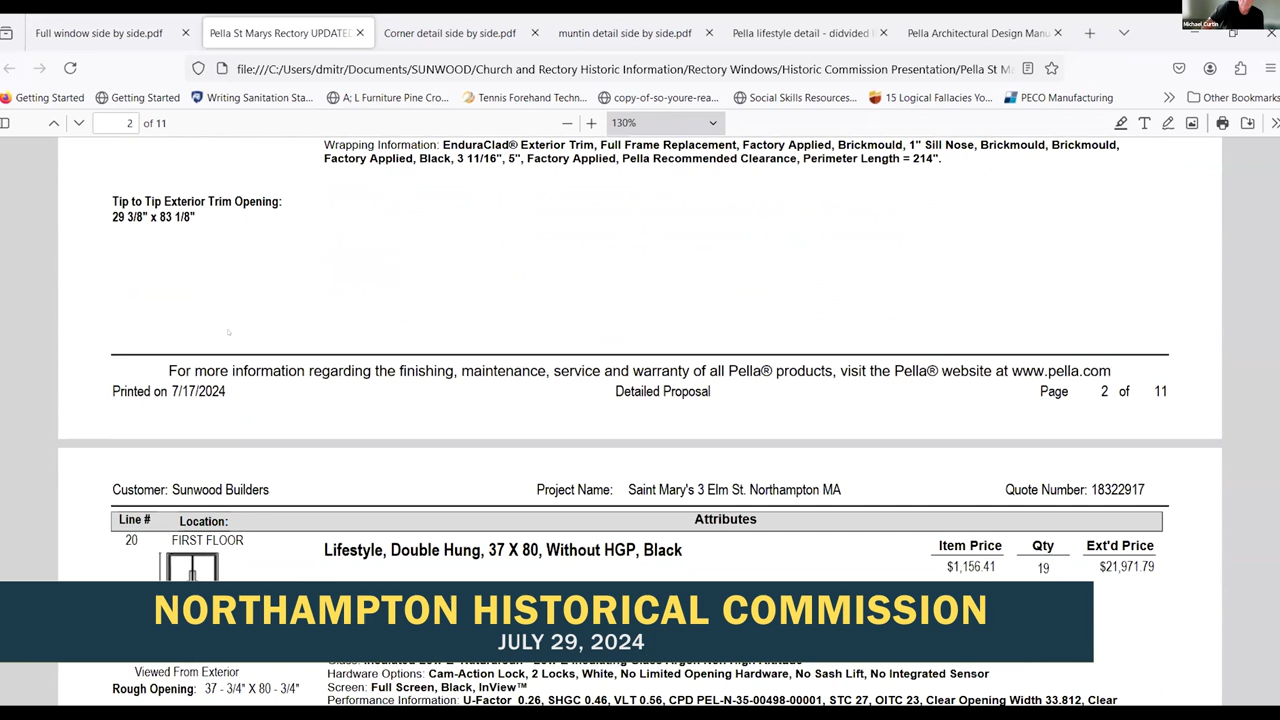 Michael Curtin
Full window side by side.pdf
Pella St Marys Rectory UPDATED
Corner detail side by side.pdf
muntin detail side by side.pdf
Pella lifestyle detail - didvided l
Pella Architectural Design Manu
file:///C:/Users/dmitr/Documents/SUNWOOD/Church and Rectory Historic Information/Rectory Windows/Historic Commission Presentation/Pella St M
Getting Started
Getting Started
Writing Sanitation Sta...
A; L Furniture Pine Cro...
Tennis Forehand Techn...
copy-of-so-youre-rea...
Social Skills Resources...
15 Logical Fallacies Yo...
PECO Manufacturing
Other Bookmarks
2 of 11
130%
Wrapping Information: EnduraClad® Exterior Trim, Full Frame Replacement, Factory Applied, Brickmould, 1" Sill Nose, Brickmould, Brickmould,
Factory Applied, Black, 3 11/16", 5", Factory Applied, Pella Recommended Clearance, Perimeter Length = 214".
Tip to Tip Exterior Trim Opening:
29 3/8" x 83 1/8"
For more information regarding the finishing, maintenance, service and warranty of all Pella® products, visit the Pella® website at www.pella.com
Printed on 7/17/2024 Detailed Proposal Page 2 of 11
Customer: Sunwood Builders Project Name: Saint Mary's 3 Elm St. Northampton MA Quote Number: 18322917
Line # Location: Attributes
20 FIRST FLOOR
Lifestyle, Double Hung, 37 X 80, Without HGP, Black
Item Price Qty Ext'd Price
$1,156.41 19 $21,971.79
NORTHAMPTON HISTORICAL COMMISSION
JULY 29, 2024
Viewed From Exterior
Rough Opening: 37 - 3/4" X 80 - 3/4"
Hardware Options: Cam-Action Lock, 2 Locks, White, No Limited Opening Hardware, No Sash Lift, No Integrated Sensor
Screen: Full Screen, Black, InView™
Performance Information: U-Factor 0.26, SHGC 0.46, VLT 0.56, CPD PEL-N-35-00498-00001, STC 27, OITC 23, Clear Opening Width 33.812, Clear